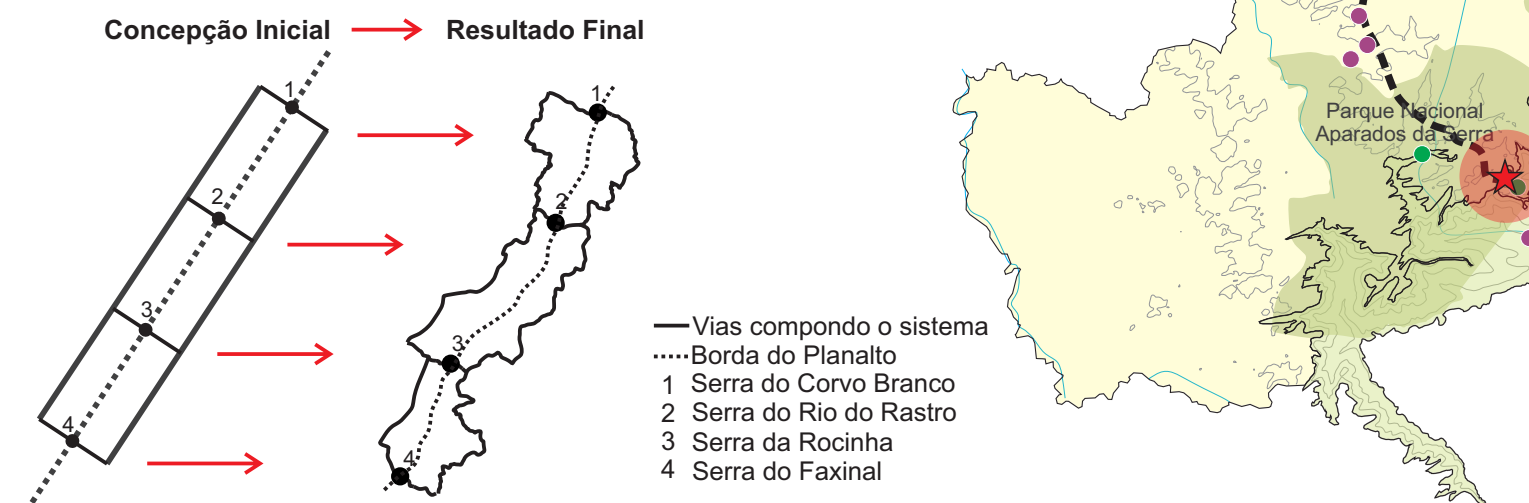 Concepção Inicial
Resultado Final
1
2
3
4
1
2
3
4
Vias compondo o sistema
Borda do Planalto
1 Serra do Corvo Branco
2 Serra do Rio do Rastro
3 Serra da Rocinha
4 Serra do Faxinal
Parque Nacional
Aparados da Serra